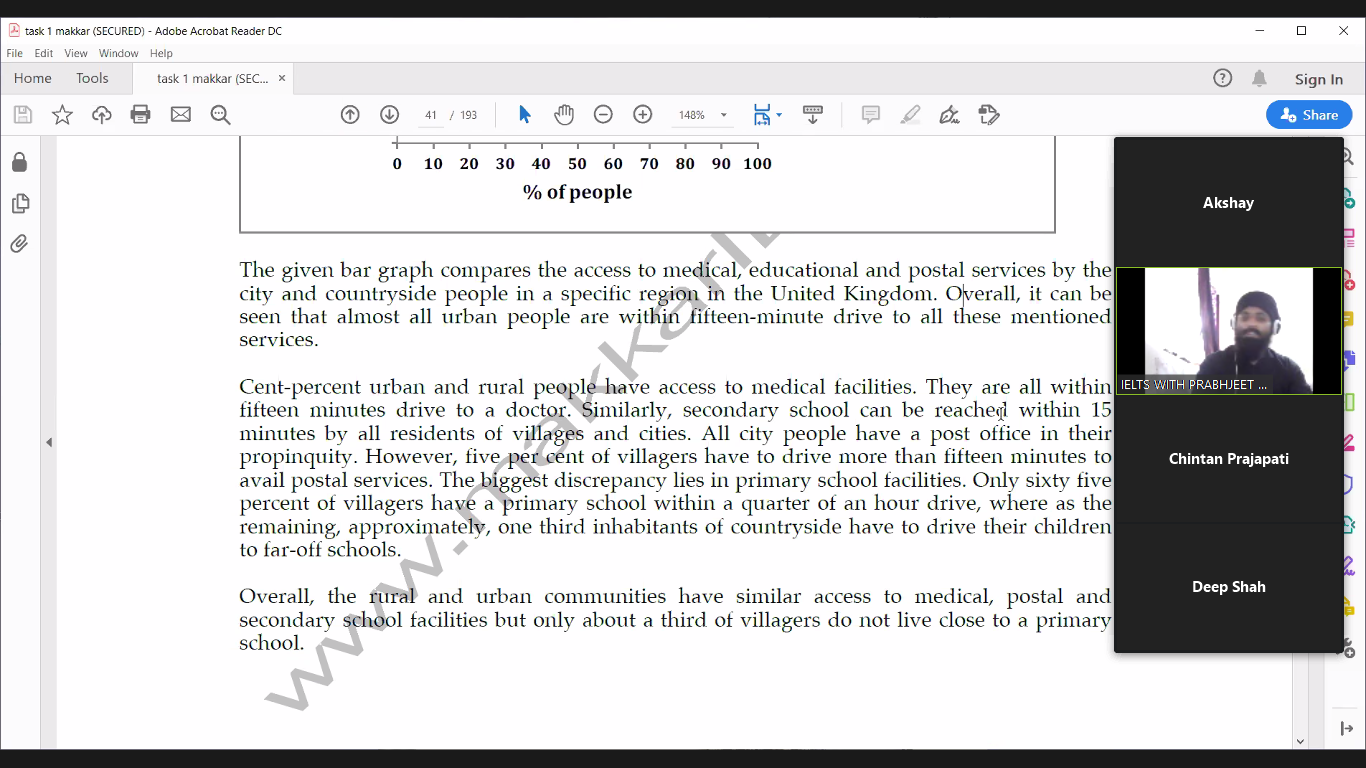 task 1 makkar (SECURED) - Adobe Acrobat Reader DC
File Edit View Window Help
Home Tools task 1 makkar (SEC... × Sign In
41 / 193 148% Share
0 10 20 30 40 50 60 70 80 90 100
% of people
The given bar graph compares the access to medical, educational and postal services by the
city and countryside people in a specific region in the United Kingdom. Overall, it can be
seen that almost all urban people are within fifteen-minute drive to all these mentioned
services.
Cent-percent urban and rural people have access to medical facilities. They are all within
fifteen minutes drive to a doctor. Similarly, secondary school can be reached within 15
minutes by all residents of villages and cities. All city people have a post office in their
propinquity. However, five per cent of villagers have to drive more than fifteen minutes to
avail postal services. The biggest discrepancy lies in primary school facilities. Only sixty five
percent of villagers have a primary school within a quarter of an hour drive, where as the
remaining, approximately, one third inhabitants of countryside have to drive their children
to far-off schools.
Overall, the rural and urban communities have similar access to medical, postal and
secondary school facilities but only about a third of villagers do not live close to a primary
school.
Akshay
IELTS WITH PRABHJEET ...
Chintan Prajapati
Deep Shah